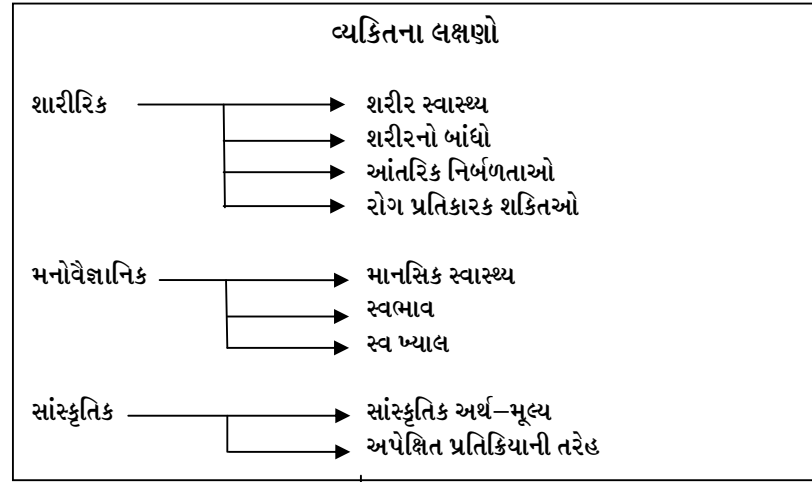 વ્યકિતના લક્ષણો
શારીરિક શરીર સ્વાસ્થ્ય
શરીરનો બાંધો
આંતરિક નિર્બળતાઓ
રોગ પ્રતિકારક શકિતઓ
મનોવૈજ્ઞાનિક માનસિક સ્વાસ્થ્ય
સ્વભાવ
સ્વ ખ્યાલ
સાંસ્કૃતિક સાંસ્કૃતિક અર્થ–મૂલ્ય
અપેક્ષિત પ્રતિક્રિયાની તરેહ